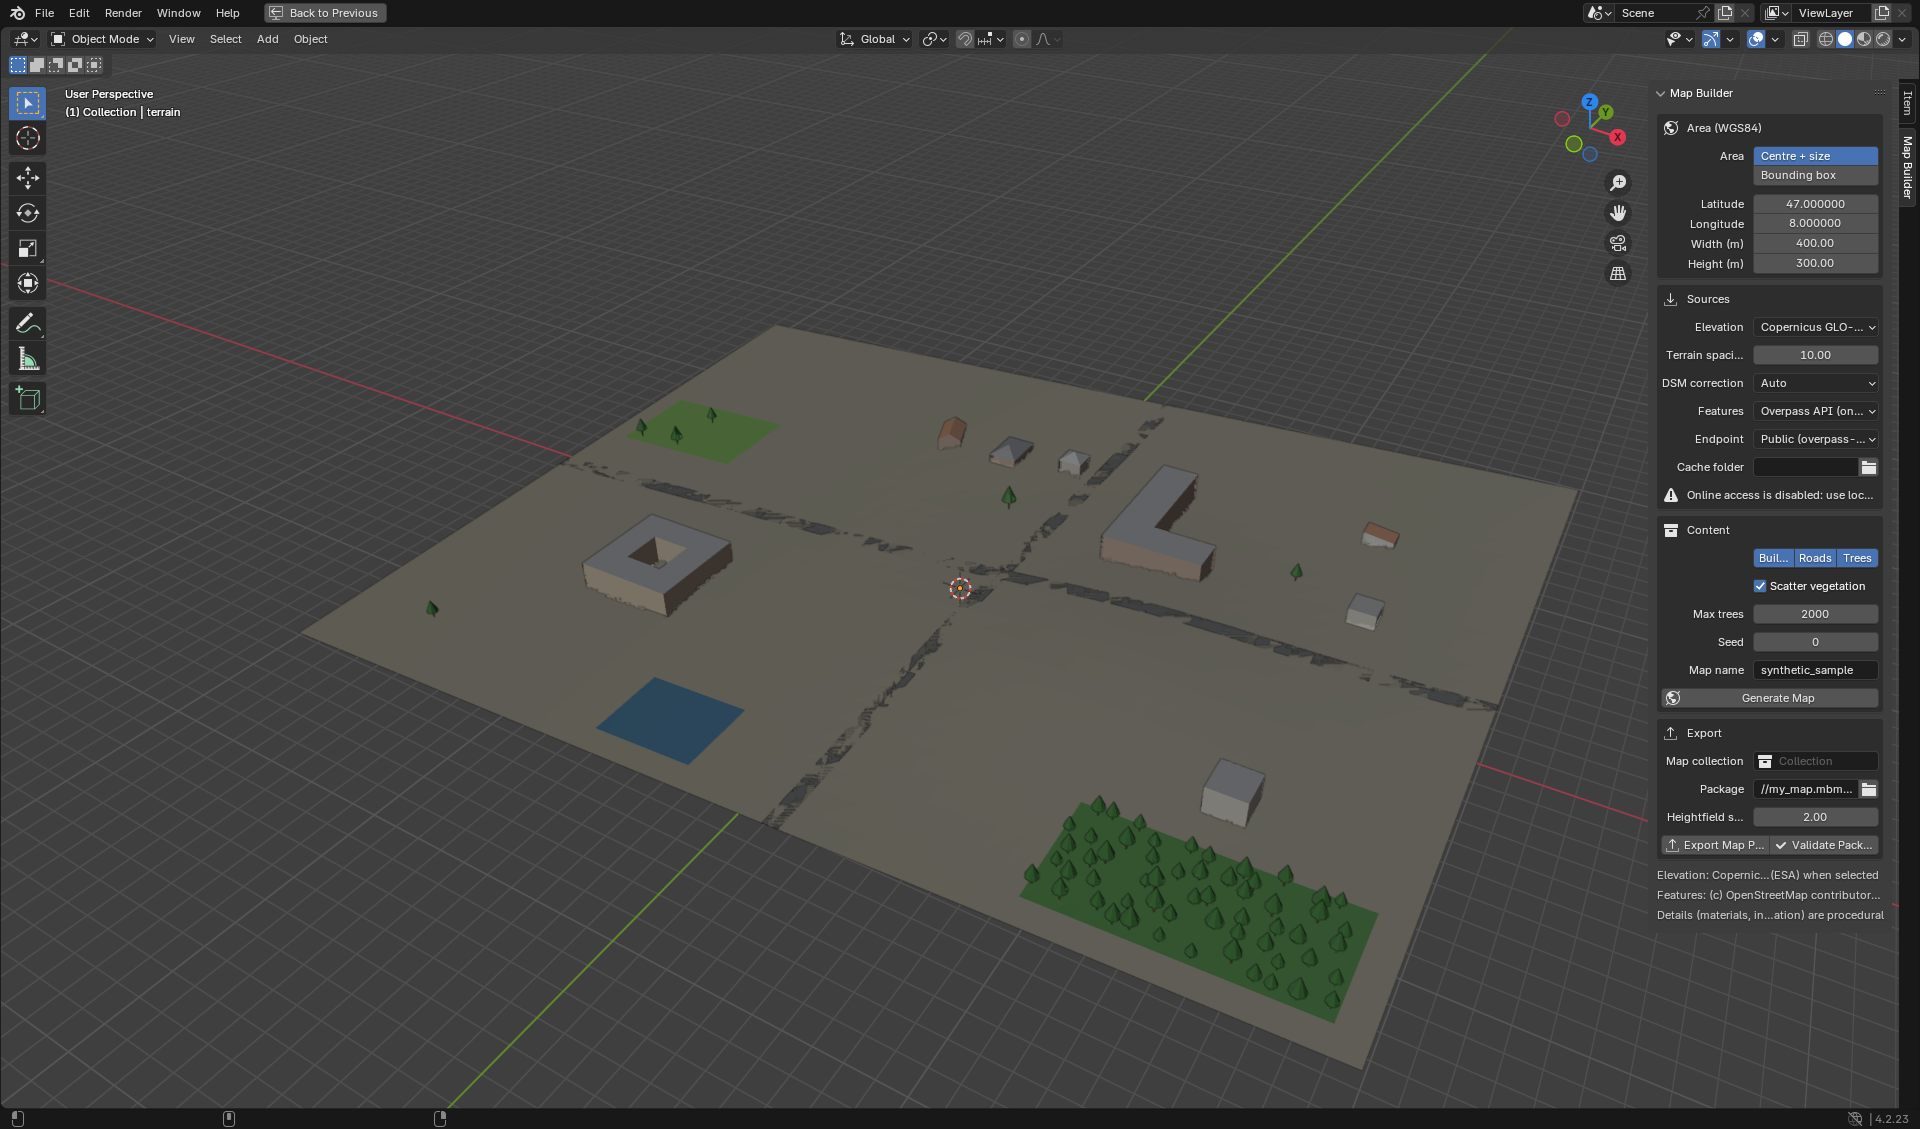 File Edit Render Window Help Back to Previous Scene ViewLayer
Object Mode View Select Add Object Global
User Perspective
(1) Collection | terrain
Z
Y
X
Item
Map Builder
Map Builder
Area (WGS84)
Area Centre + size
Bounding box
Latitude 47.000000
Longitude 8.000000
Width (m) 400.00
Height (m) 300.00
Sources
Elevation Copernicus GLO-...
Terrain spaci... 10.00
DSM correction Auto
Features Overpass API (on...
Endpoint Public (overpass-...
Cache folder
Online access is disabled: use loc...
Content
Buil... Roads Trees
Scatter vegetation
Max trees 2000
Seed 0
Map name synthetic_sample
Generate Map
Export
Map collection Collection
Package //my_map.mbm...
Heightfield s... 2.00
Export Map P... Validate Pack...
Elevation: Copernic...(ESA) when selected
Features: (c) OpenStreetMap contributor...
Details (materials, in...ation) are procedural
4.2.23